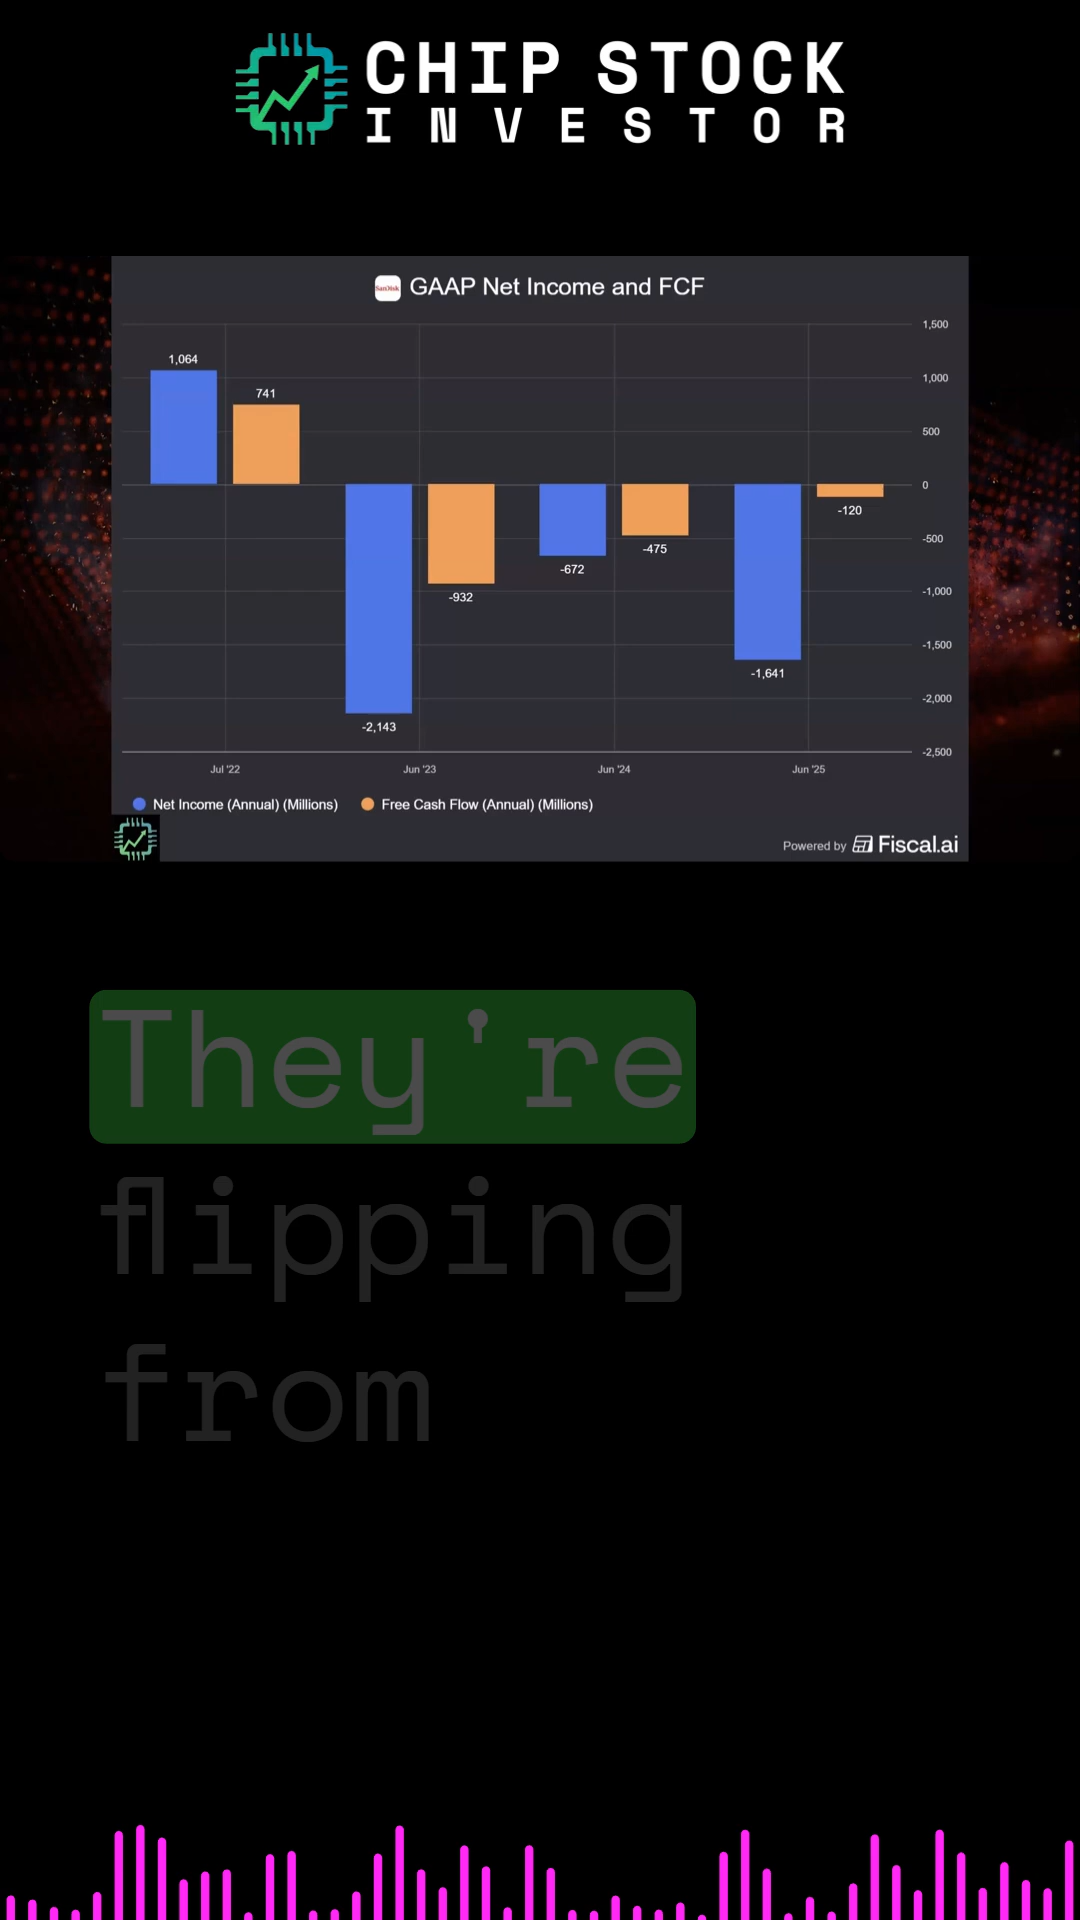 CHIP STOCK
INVESTOR
SanDisk GAAP Net Income and FCF
1,500
1,064
1,000
741
500
0
-120
-500
-475
-672
-932
-1,000
-1,500
-1,641
-2,000
-2,143
-2,500
Jul '22 Jun '23 Jun '24 Jun '25
Net Income (Annual) (Millions) Free Cash Flow (Annual) (Millions)
Powered by Fiscal.ai
They're
flipping
from